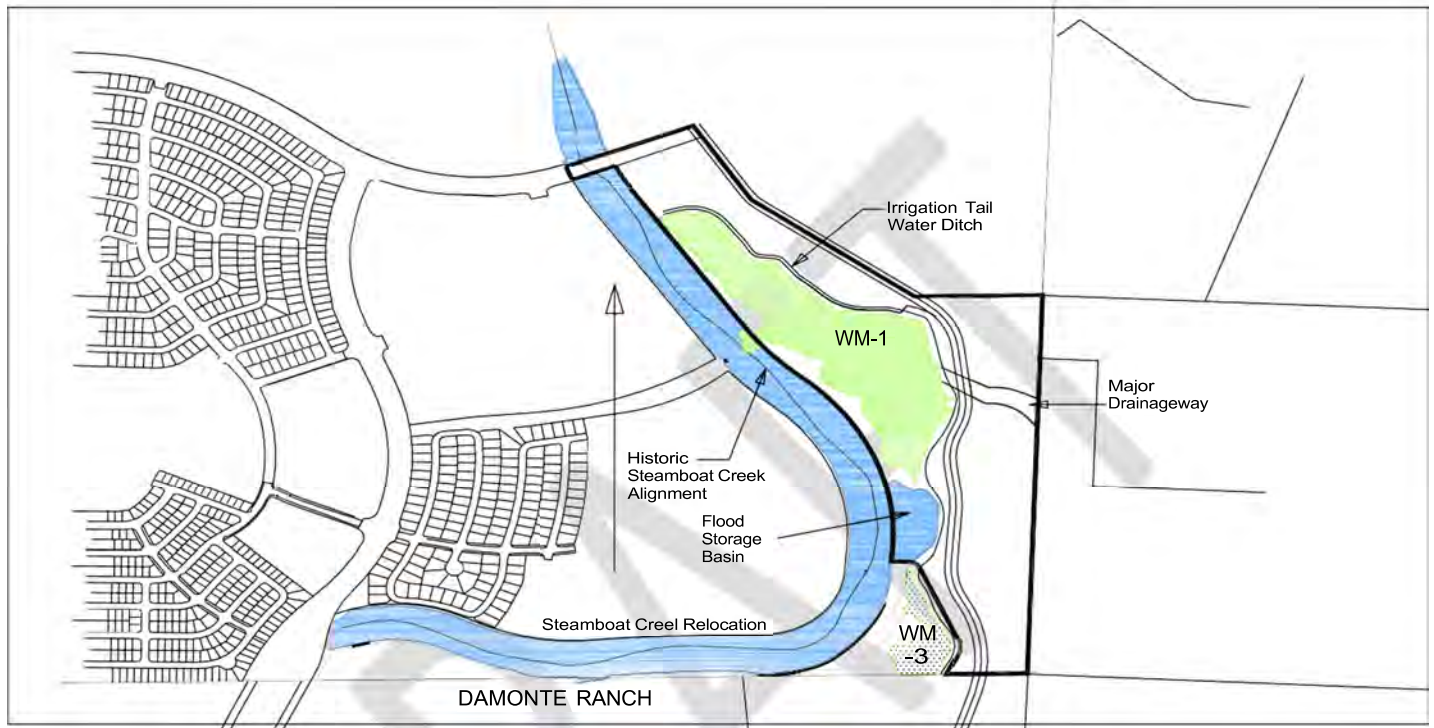 Irrigation Tail
Water Ditch
WM-1
Major
Drainageway
Historic
Steamboat Creek
Alignment
Flood
Storage
Basin
Steamboat Creel Relocation
WM
-3
DAMONTE RANCH
DRAFT